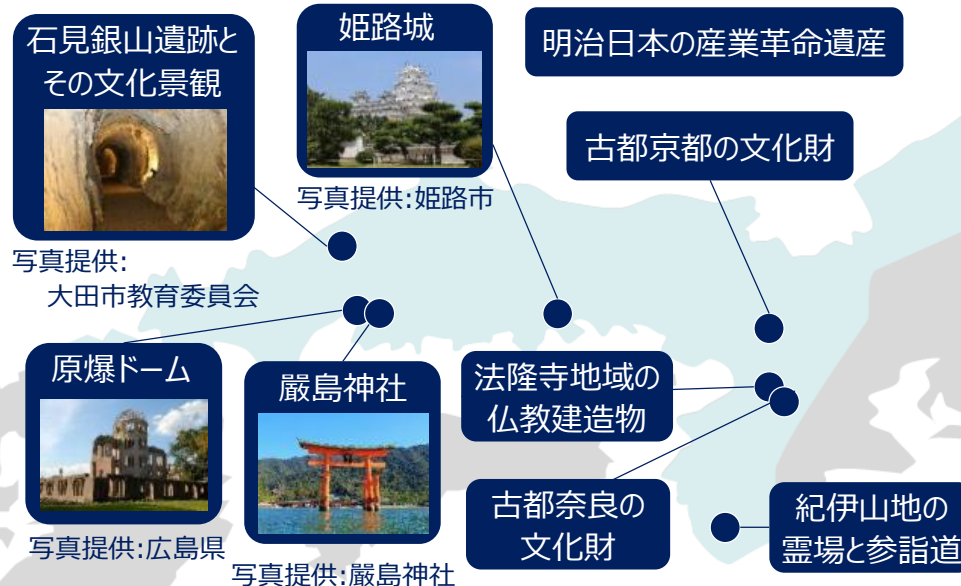 石見銀山遺跡と
その文化景観
写真提供:
大田市教育委員会
姫路城
写真提供:姫路市
明治日本の産業革命遺産
古都京都の文化財
原爆ドーム
写真提供:広島県
嚴島神社
写真提供:嚴島神社
法隆寺地域の
仏教建造物
古都奈良の
文化財
紀伊山地の
霊場と参詣道